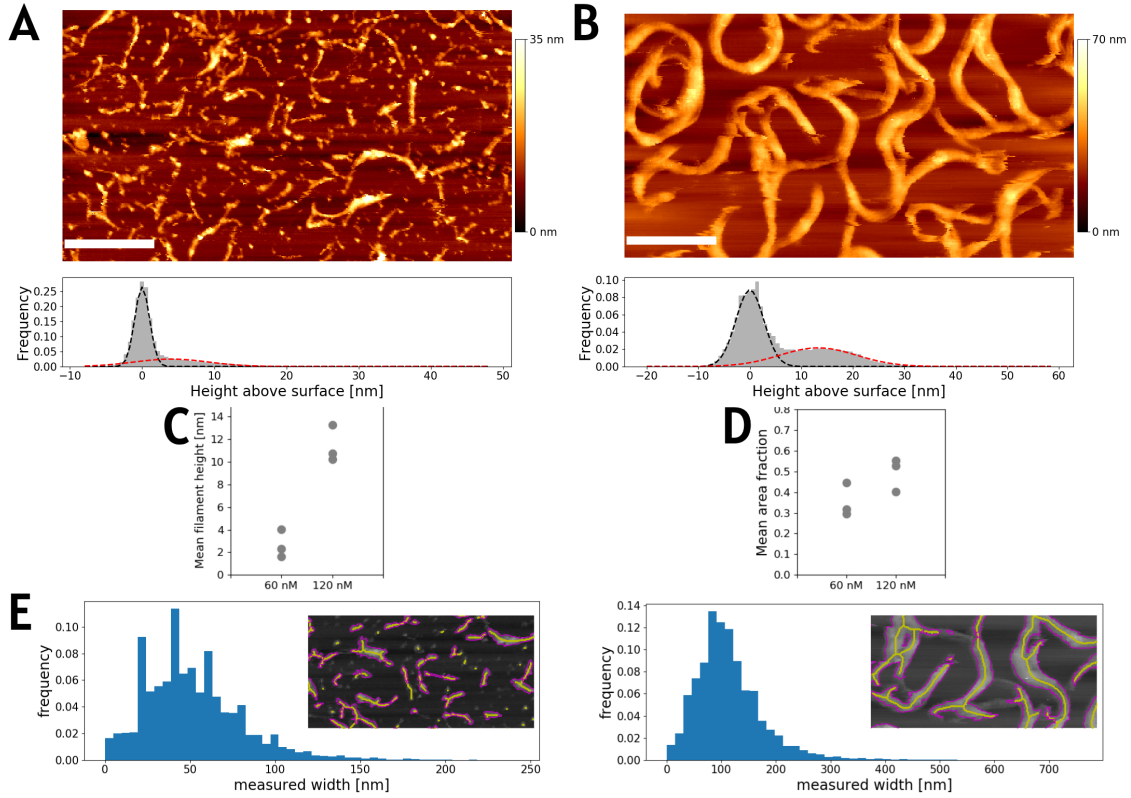 A
35 nm
0 nm
B
70 nm
0 nm
Frequency
0.25
0.20
0.15
0.10
0.05
0.00
−10 0 10 20 30 40 50
Height above surface [nm]
Frequency
0.10
0.08
0.06
0.04
0.02
0.00
−20 −10 0 10 20 30 40 50 60
Height above surface [nm]
C
Mean filament height [nm]
14
12
10
8
6
4
2
0
60 nM 120 nM
D
Mean area fraction
0.8
0.7
0.6
0.5
0.4
0.3
0.2
0.1
0.0
60 nM 120 nM
E
frequency
0.10
0.08
0.06
0.04
0.02
0.00
0 50 100 150 200 250
measured width [nm]
frequency
0.14
0.12
0.10
0.08
0.06
0.04
0.02
0.00
0 100 200 300 400 500 600 700
measured width [nm]